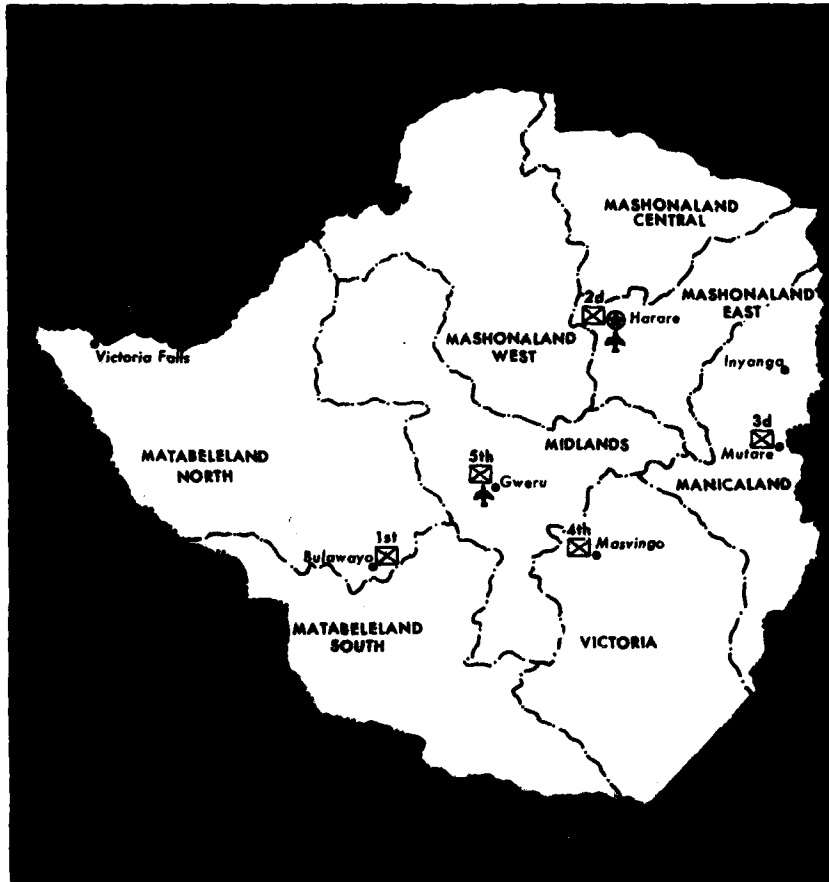 MASHONALAND
CENTRAL
2d
Harare
MASHONALAND
EAST
MASHONALAND
WEST
Victoria Falls
Inyanga
3d
Mutare
MIDLANDS
MATABELELAND
NORTH
5th
Gweru
MANICALAND
1st
Bulawayo
4th
Masvingo
MATABELELAND
SOUTH
VICTORIA